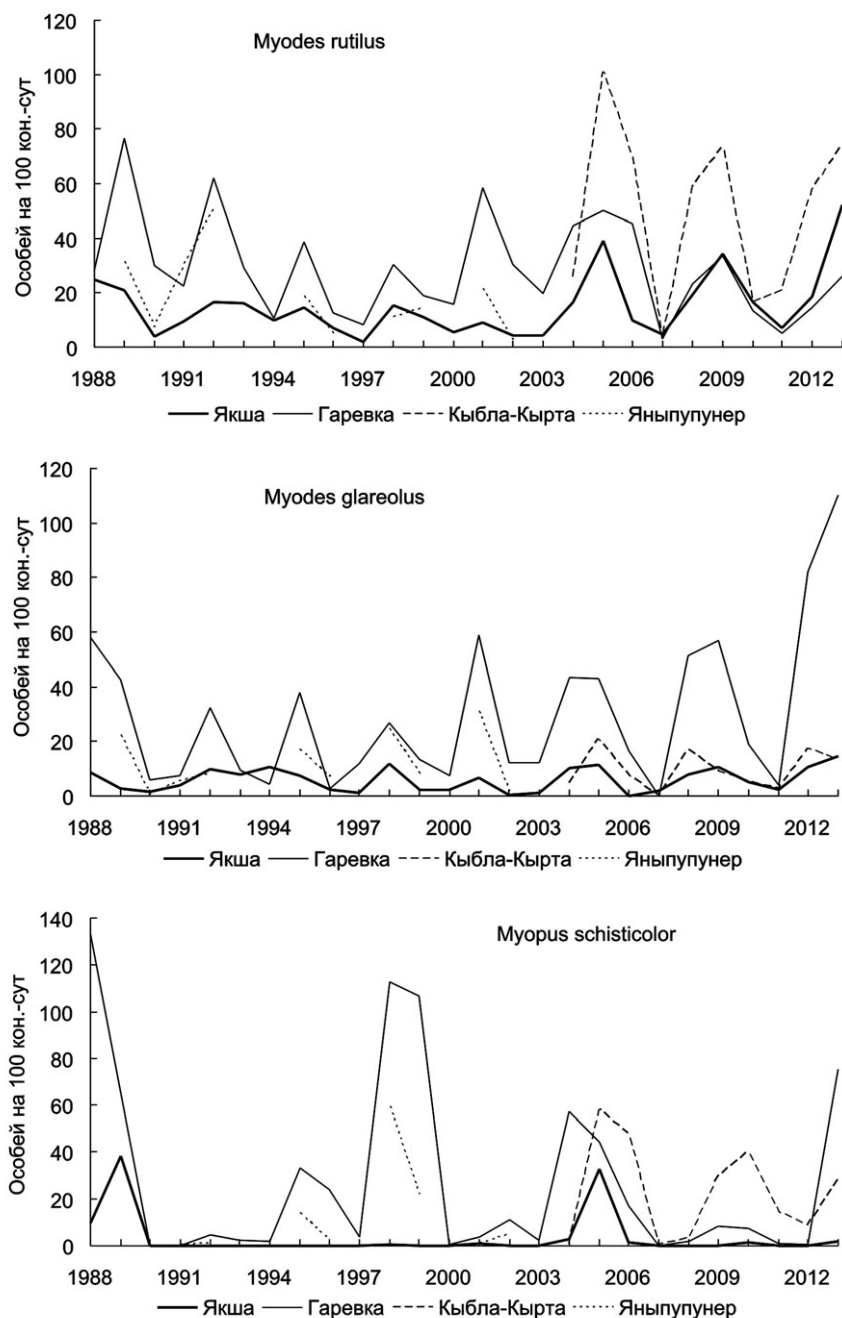 Myodes rutilus
Особей на 100 кон.-сут
120
100
80
60
40
20
0
1988 1991 1994 1997 2000 2003 2006 2009 2012
Якша Гаревка Кыбла-Кырта Яныпупунер
Myodes glareolus
Особей на 100 кон.-сут
120
100
80
60
40
20
0
1988 1991 1994 1997 2000 2003 2006 2009 2012
Якша Гаревка Кыбла-Кырта Яныпупунер
Myopus schisticolor
Особей на 100 кон.-сут
140
120
100
80
60
40
20
0
1988 1991 1994 1997 2000 2003 2006 2009 2012
Якша Гаревка Кыбла-Кырта Яныпупунер